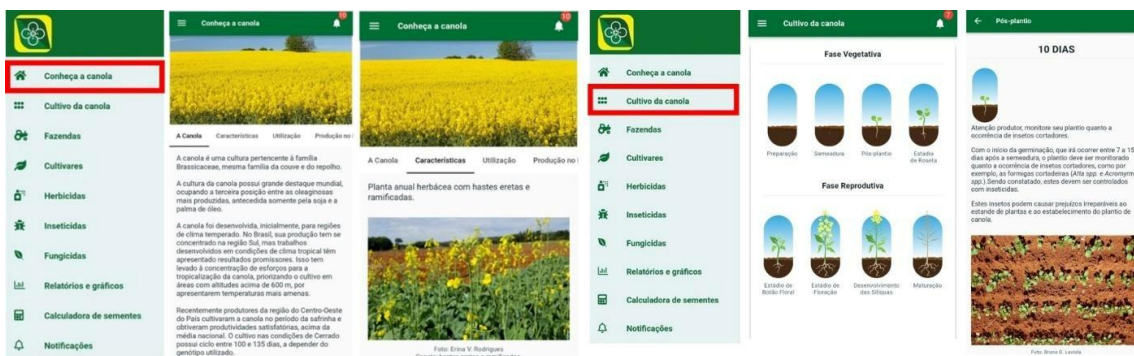 Conheça a canola
Cultivo da canola
Fazendas
Cultivares
Herbicidas
Inseticidas
Fungicidas
Relatórios e gráficos
Calculadora de sementes
Notificações
Conheça a canola
10
A Canola Características Utilização Produção no
A canola é uma cultura pertencente à família
Brassicaceae, mesma família da couve e do repolho.
A cultura da canola possui grande destaque mundial,
ocupando a terceira posição entre as oleaginosas
mais produzidas, antecedida somente pela soja e a
palma de óleo.
A canola foi desenvolvida, inicialmente, para regiões
de clima temperado. No Brasil, sua produção tem se
concentrado na região Sul, mas trabalhos
desenvolvidos em condições de clima tropical têm
apresentado resultados promissores. Isso tem
levado à concentração de esforços para a
tropicalização da canola, priorizando o cultivo em
áreas com altitudes acima de 600 m, por
apresentarem temperaturas mais amenas.
Recentemente produtores da região do Centro-Oeste
do País cultivaram a canola no período da safrinha e
obtiveram produtividades satisfatórias, acima da
média nacional. O cultivo nas condições de Cerrado
possui ciclo entre 100 e 135 dias, a depender do
genótipo utilizado.
Conheça a canola
10
A Canola Características Utilização Produção no
Planta anual herbácea com hastes eretas e
ramificadas.
Foto: Erina V. Rodrigues
Conheça a canola
Cultivo da canola
Fazendas
Cultivares
Herbicidas
Inseticidas
Fungicidas
Relatórios e gráficos
Calculadora de sementes
Notificações
Cultivo da canola
7
Fase Vegetativa
Preparação Semeadura Pós-plantio Estádio
de Roseta
Fase Reprodutiva
Estádio de Estádio de Desenvolvimento Maturação
Botão Floral Floração das Síliquas
Pós-plantio
10 DIAS
Atenção produtor, monitore seu plantio quanto a
ocorrência de insetos cortadores.
Com o início da germinação, que irá ocorrer entre 7 a 15
dias após a semeadura, o plantio deve ser monitorado
quanto a ocorrência de insetos cortadores, como por
exemplo, as formigas cortadeiras (Atta spp. e Acromyrm
spp.) Sendo constatado, estes devem ser controlados
com inseticidas.
Estes insetos podem causar prejuízos irreparáveis ao
estande de plantas e ao estabelecimento do plantio de
canola.
Foto: Bruno G. Laviola